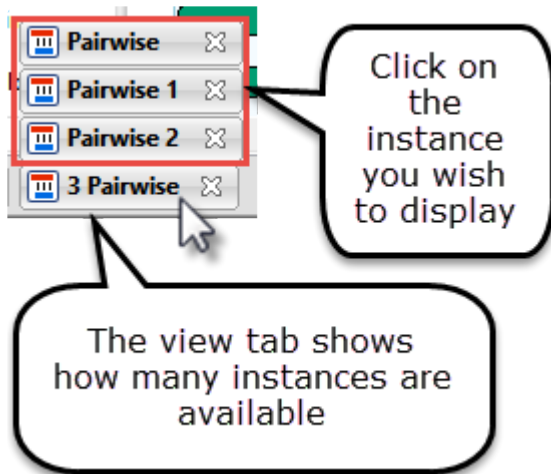 Pairwise
Pairwise 1
Pairwise 2
3 Pairwise
Click on
the
instance
you wish
to display
The view tab shows
how many instances are
available